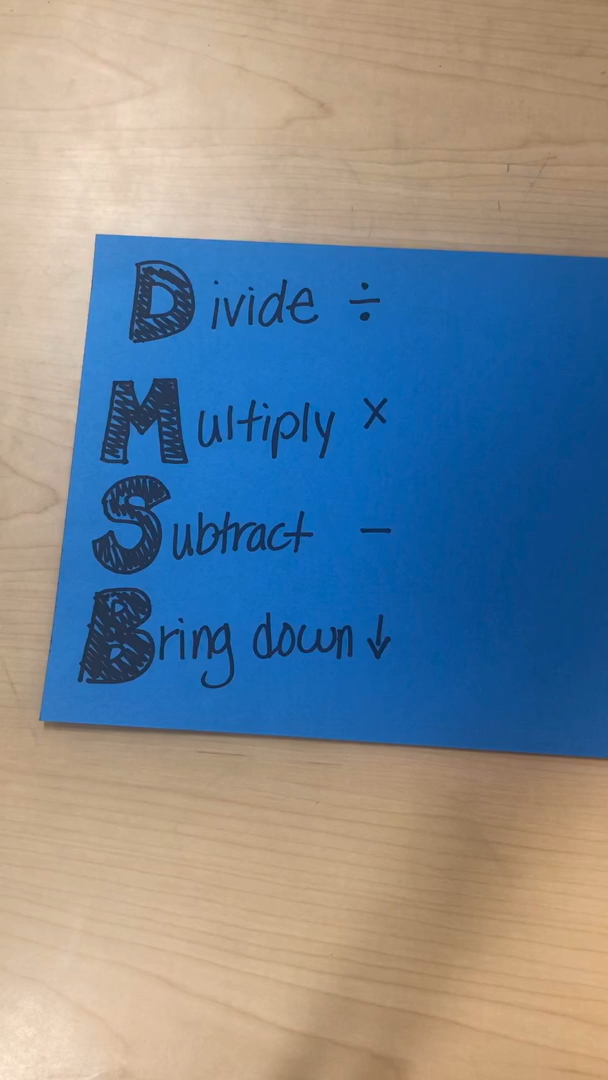 Divide ÷
Multiply ×
Subtract −
Bring down ↓